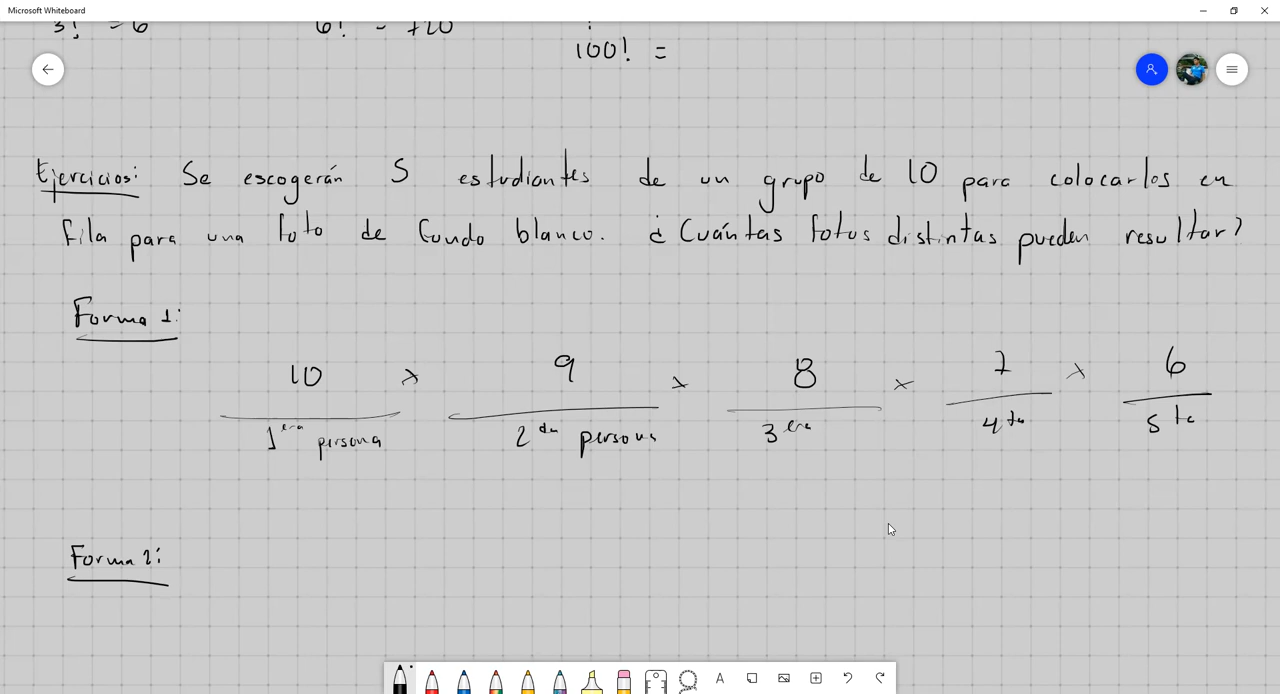 Microsoft Whiteboard
3! = 6 6! = 720
100! =
Ejercicios: Se escogerán 5 estudiantes de un grupo de 10 para colocarlos en
fila para una foto de fondo blanco. ¿Cuántas fotos distintas pueden resultar?
Forma 1:
10 x 9 x 8 x 7 x 6
1era persona 2da persona 3era 4ta 5ta
Forma 2:
A